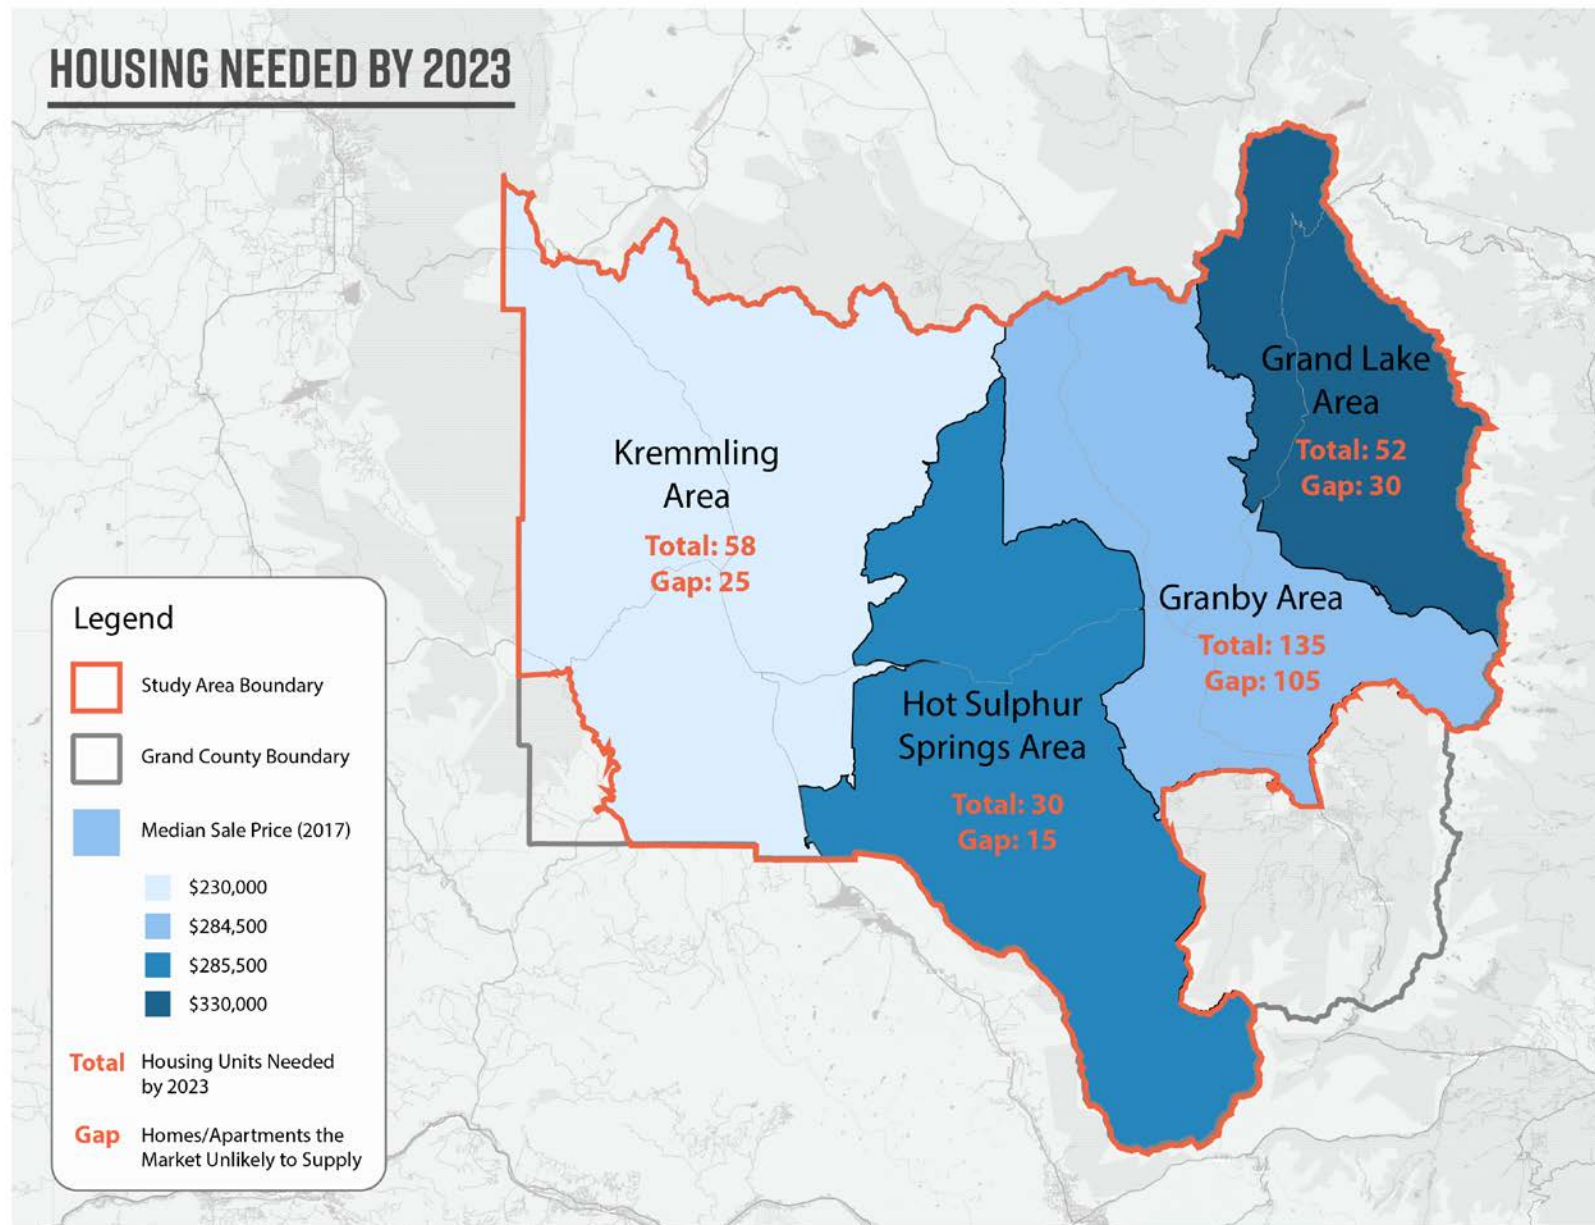 HOUSING NEEDED BY 2023
Grand Lake
Area
Total: 52
Gap: 30
Kremmling
Area
Total: 58
Gap: 25
Granby Area
Total: 135
Gap: 105
Hot Sulphur
Springs Area
Total: 30
Gap: 15
Legend
Study Area Boundary
Grand County Boundary
Median Sale Price (2017)
$230,000
$284,500
$285,500
$330,000
Total Housing Units Needed
by 2023
Gap Homes/Apartments the
Market Unlikely to Supply